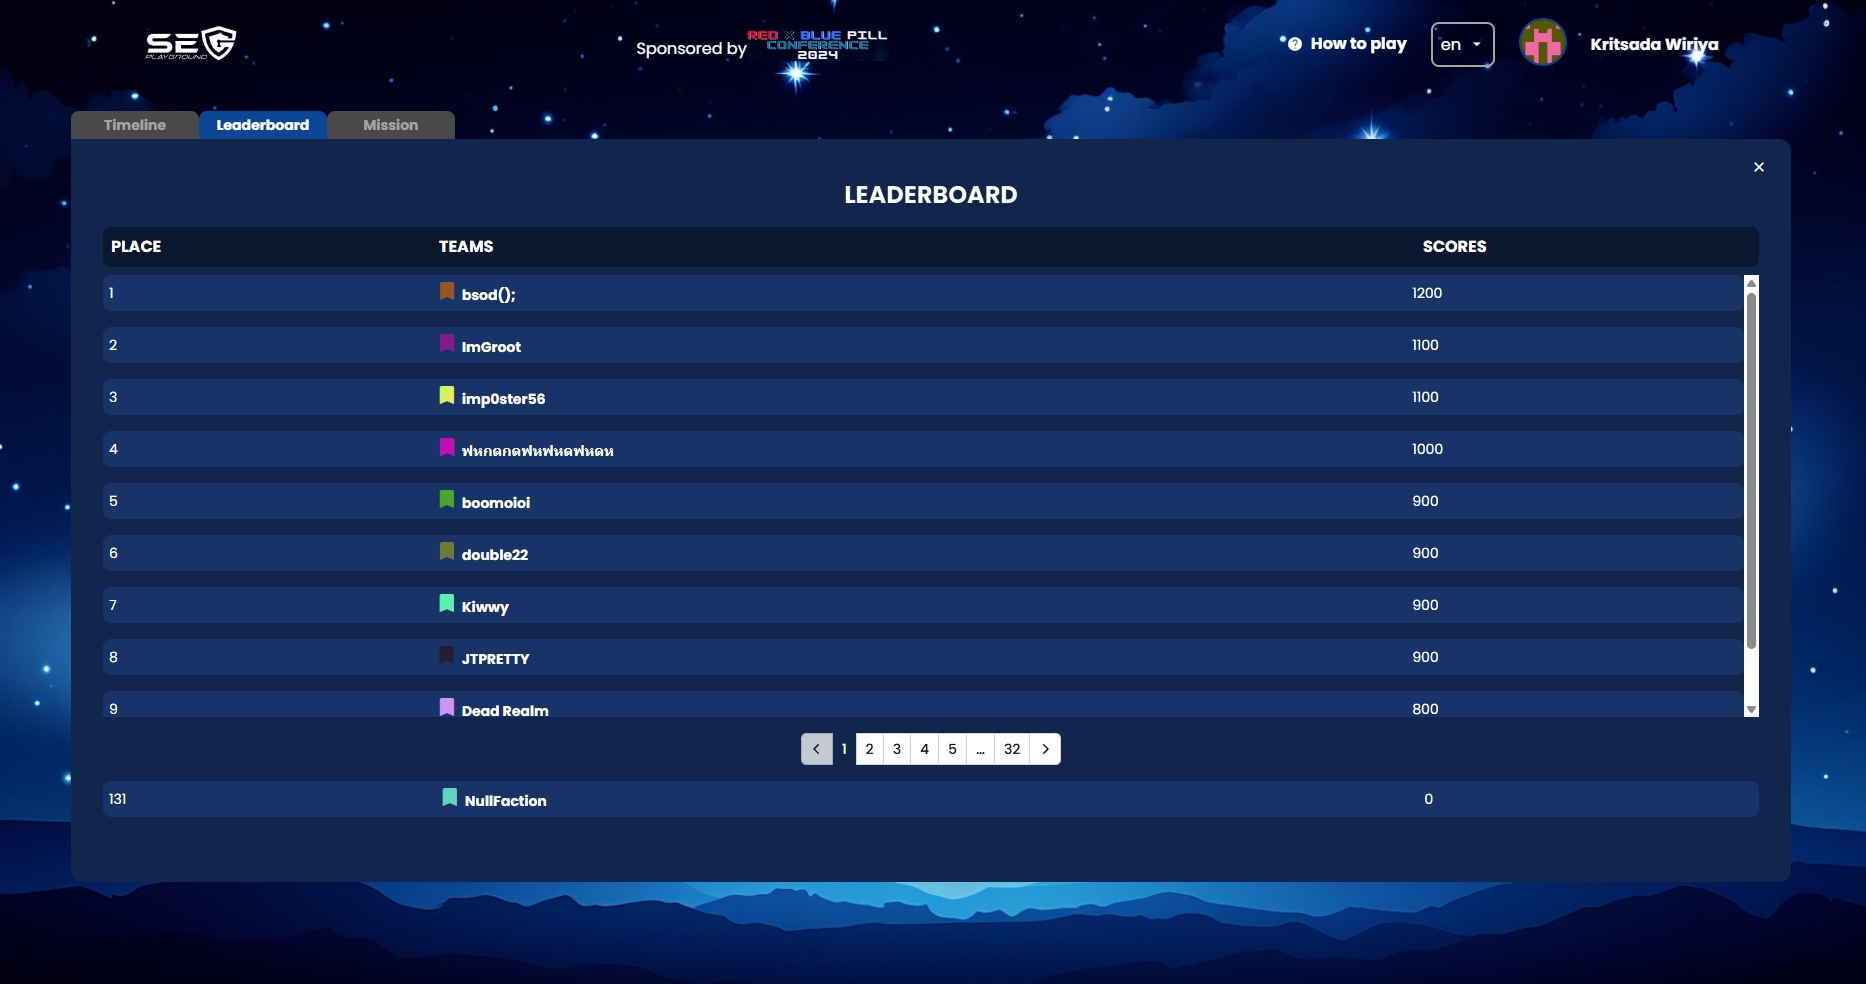 SEG
PLAYGROUND
Sponsored by
RED X BLUE PILL
CONFERENCE
2024
How to play
en
Kritsada Wiriya
Timeline
Leaderboard
Mission
LEADERBOARD
PLACE TEAMS SCORES
1 bsod(); 1200
2 ImGroot 1100
3 imp0ster56 1100
4 ฟหกดกดฟหฟหดฟหดห 1000
5 boomoioi 900
6 double22 900
7 Kiwwy 900
8 JTPRETTY 900
9 Dead Realm 800
1 2 3 4 5 ... 32
131 NullFaction 0